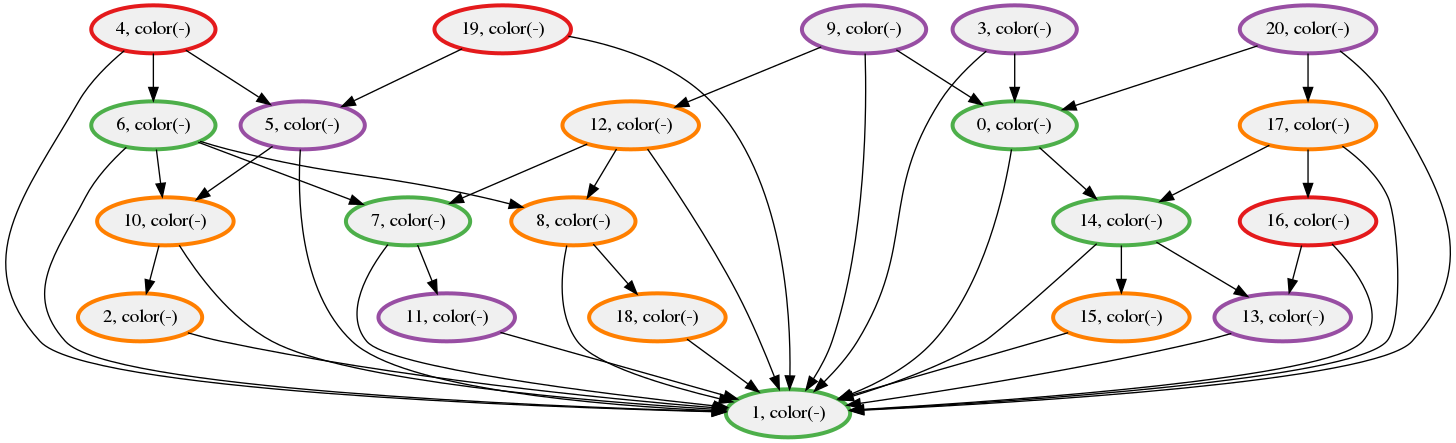 4, color(-)
19, color(-)
9, color(-)
3, color(-)
20, color(-)
6, color(-)
5, color(-)
12, color(-)
0, color(-)
17, color(-)
10, color(-)
7, color(-)
8, color(-)
14, color(-)
16, color(-)
2, color(-)
11, color(-)
18, color(-)
15, color(-)
13, color(-)
1, color(-)